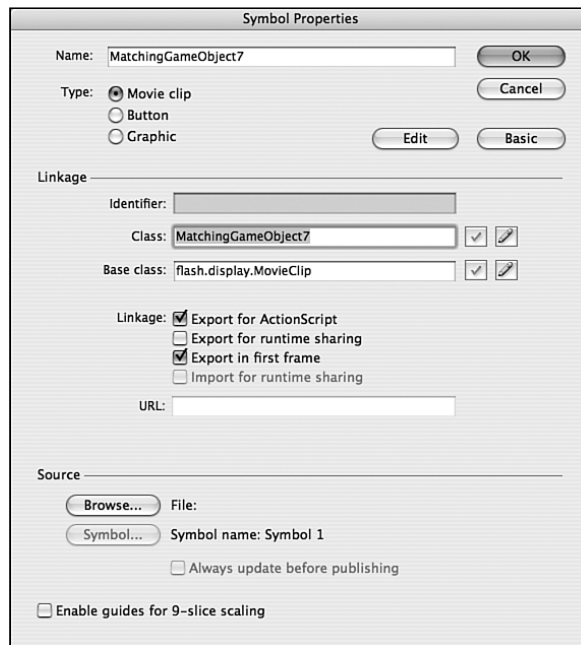 Symbol Properties
Name: MatchingGameObject7
OK
Type: Movie clip
Cancel
Button
Graphic
Edit
Basic
Linkage
Identifier:
Class: MatchingGameObject7
Base class: flash.display.MovieClip
Linkage: Export for ActionScript
Export for runtime sharing
Export in first frame
Import for runtime sharing
URL:
Source
Browse... File:
Symbol... Symbol name: Symbol 1
Always update before publishing
Enable guides for 9-slice scaling